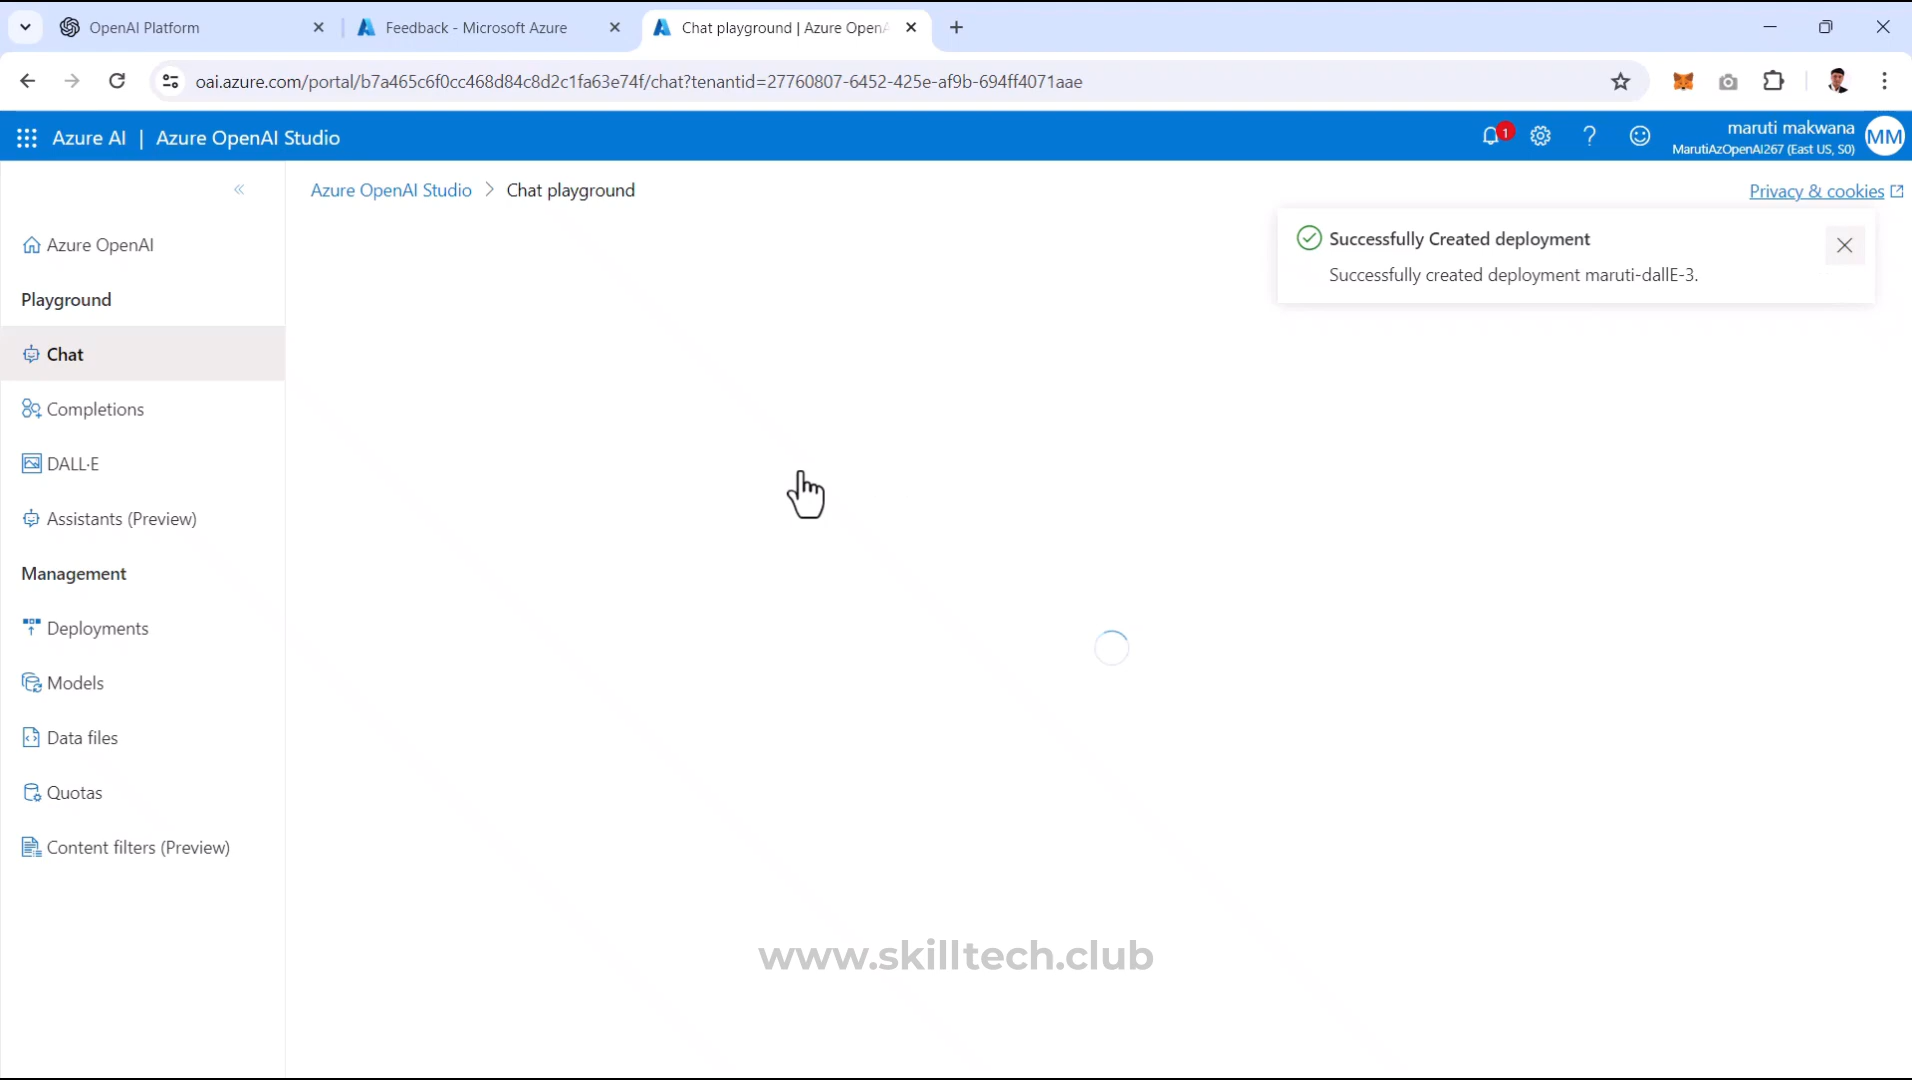 OpenAI Platform
Feedback - Microsoft Azure
Chat playground | Azure OpenA
oai.azure.com/portal/b7a465c6f0cc468d84c8d2c1fa63e74f/chat?tenantid=27760807-6452-425e-af9b-694ff4071aae
Azure AI | Azure OpenAI Studio
1
maruti makwana
MarutiAzOpenAI267 (East US, S0)
MM
Azure OpenAI Studio > Chat playground
Privacy & cookies
Successfully Created deployment
Successfully created deployment maruti-dallE-3.
Azure OpenAI
Playground
Chat
Completions
DALL·E
Assistants (Preview)
Management
Deployments
Models
Data files
Quotas
Content filters (Preview)
www.skilltech.club